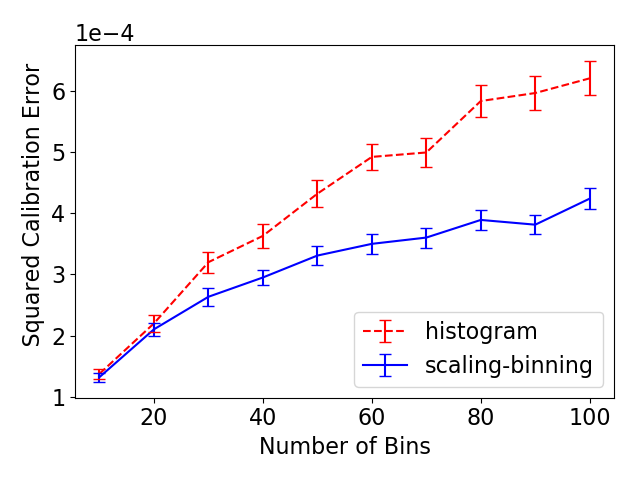 1e−4
6
5
4
3
2
1
Squared Calibration Error
histogram
scaling-binning
20 40 60 80 100
Number of Bins